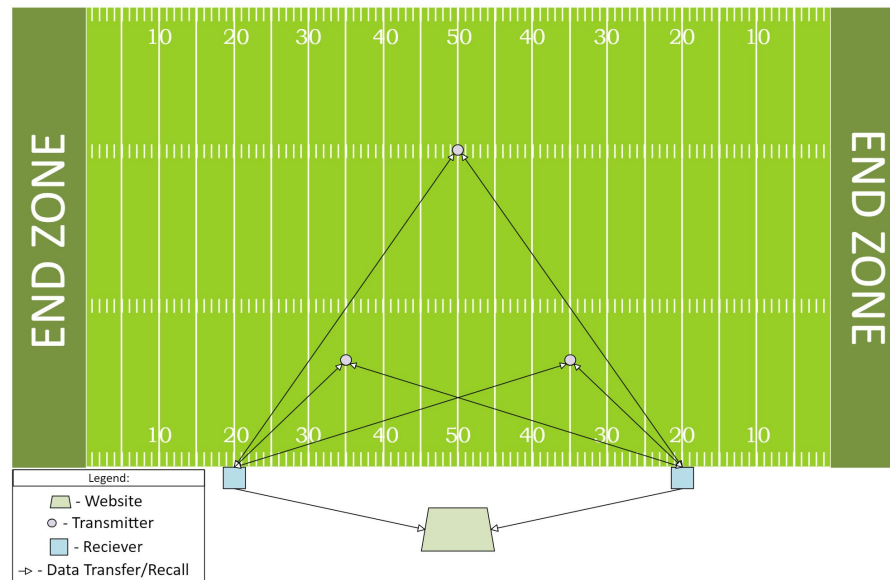 10 20 30 40 50 40 30 20 10
END ZONE
END ZONE
10 20 30 40 50 40 30 20 10
Legend:
- Website
- Transmitter
- Reciever
- Data Transfer/Recall